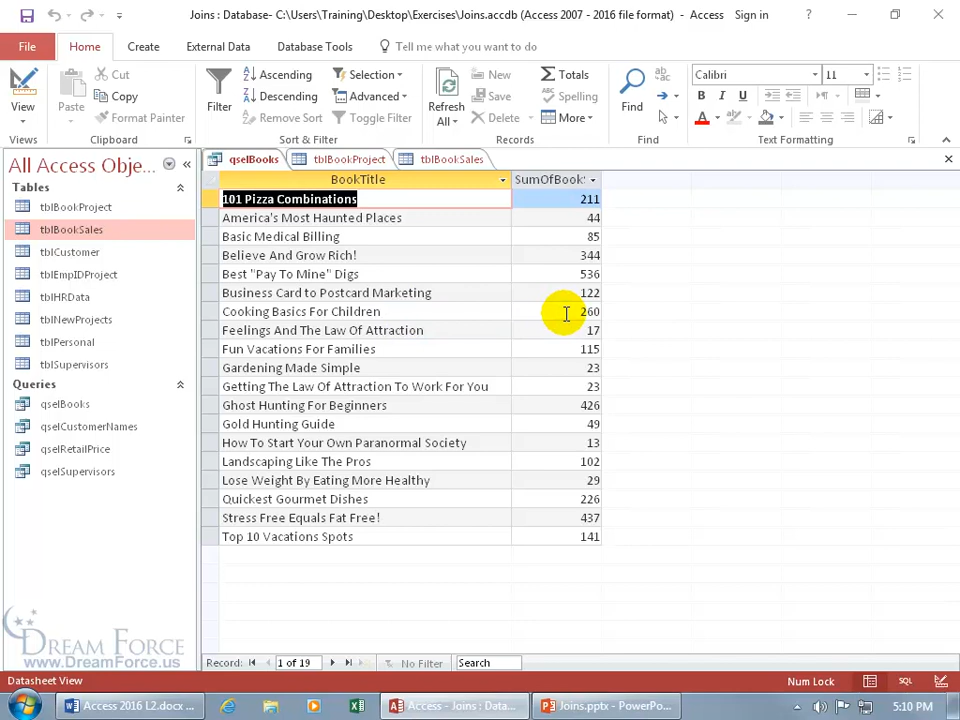 Joins : Database- C:\Users\Training\Desktop\Exercises\Joins.accdb (Access 2007 - 2016 file format) - Access Sign in ?
File Home Create External Data Database Tools Tell me what you want to do
View Paste Cut Copy Format Painter
Filter Ascending Descending Remove Sort Selection Advanced Toggle Filter
Refresh All New Save Delete Totals Spelling More
Find Calibri 11 B I U A
Views Clipboard Sort & Filter Records Find Text Formatting
All Access Obje... «
Tables
tblBookProject
tblBookSales
tblCustomer
tblEmpIDProject
tblHRData
tblNewProjects
tblPersonal
tblSupervisors
Queries
qselBooks
qselCustomerNames
qselRetailPrice
qselSupervisors
qselBooks tblBookProject tblBookSales
BookTitle SumOfBook
101 Pizza Combinations 211
America's Most Haunted Places 44
Basic Medical Billing 85
Believe And Grow Rich! 344
Best "Pay To Mine" Digs 536
Business Card to Postcard Marketing 122
Cooking Basics For Children 260
Feelings And The Law Of Attraction 17
Fun Vacations For Families 115
Gardening Made Simple 23
Getting The Law Of Attraction To Work For You 23
Ghost Hunting For Beginners 426
Gold Hunting Guide 49
How To Start Your Own Paranormal Society 13
Landscaping Like The Pros 102
Lose Weight By Eating More Healthy 29
Quickest Gourmet Dishes 226
Stress Free Equals Fat Free! 437
Top 10 Vacations Spots 141
DREAM FORCE
www.DreamForce.us
Record: 1 of 19 No Filter Search
Datasheet View Num Lock SQL
Access 2016 L2.docx ... Access - Joins : Data... Joins.pptx - PowerPo... 5:10 PM